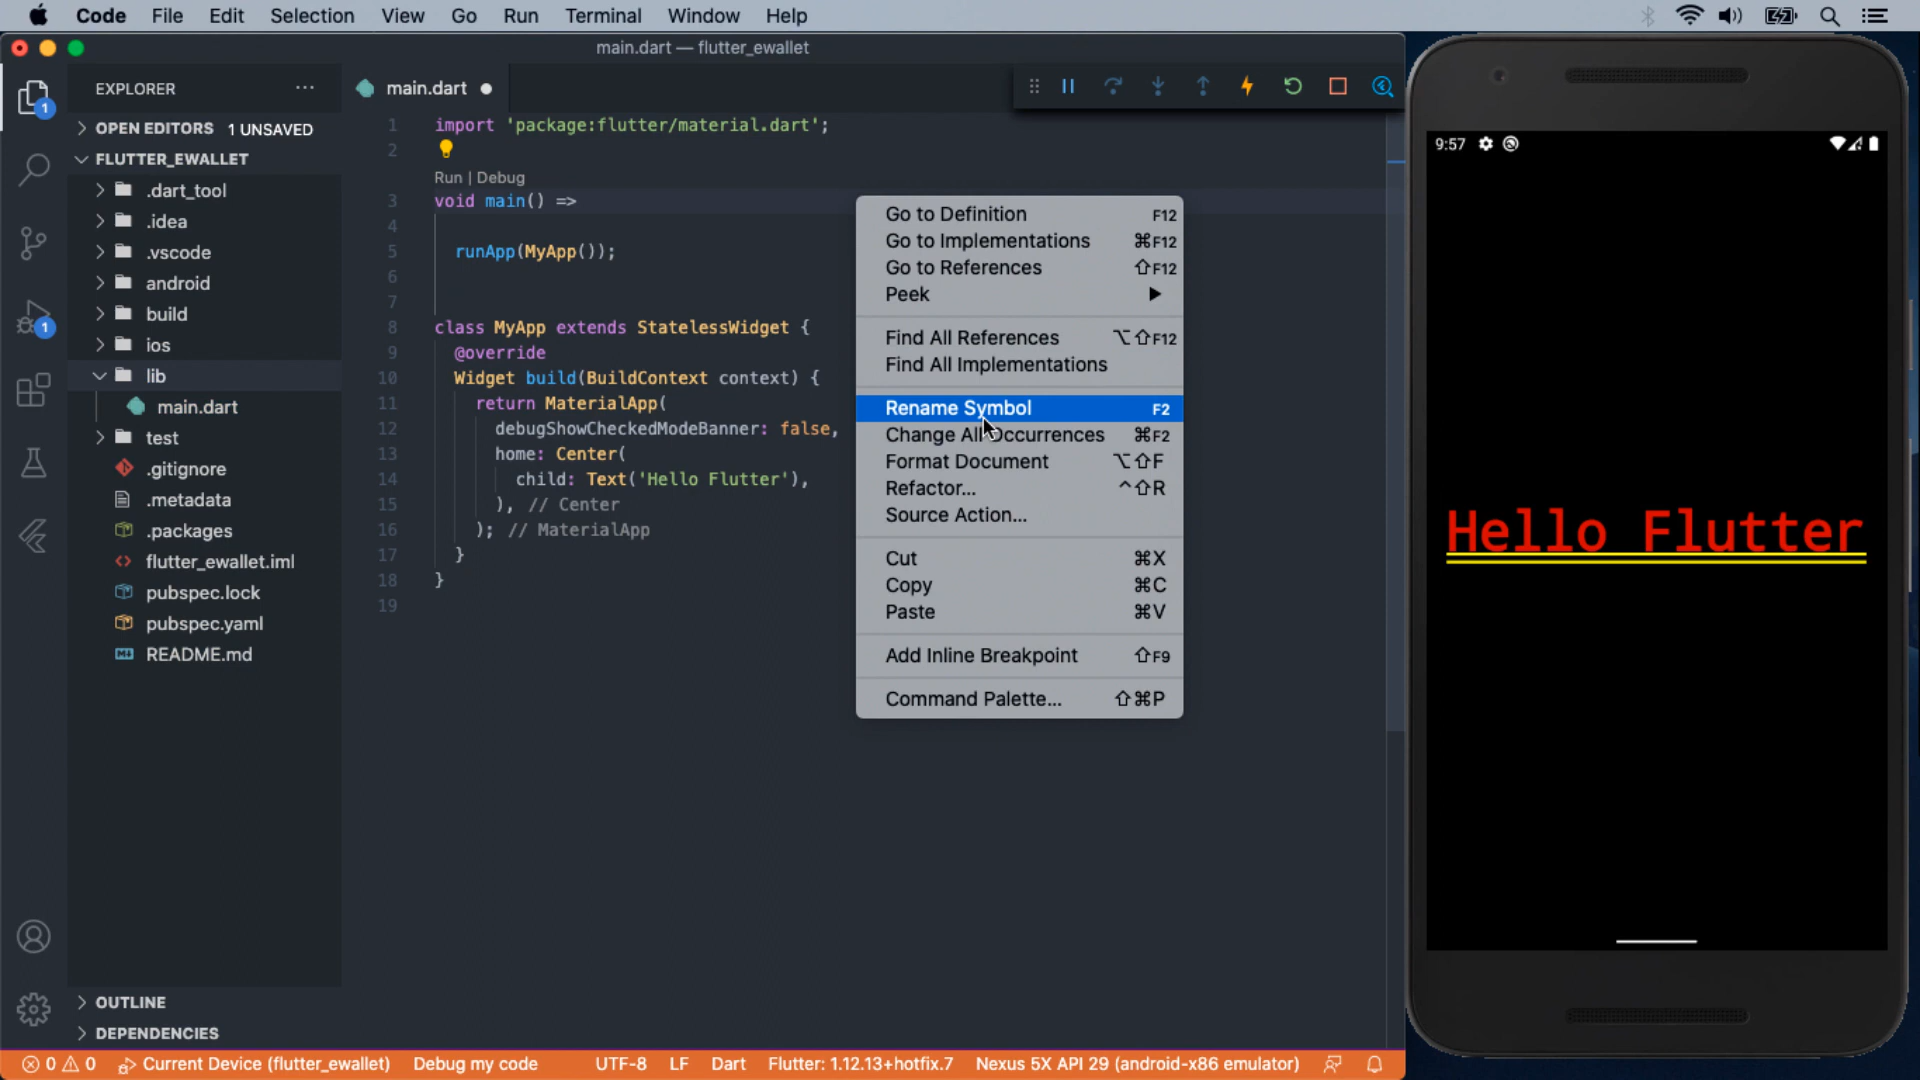 Code File Edit Selection View Go Run Terminal Window Help
main.dart — flutter_ewallet
EXPLORER
main.dart
OPEN EDITORS 1 UNSAVED
FLUTTER_EWALLET
.dart_tool
.idea
.vscode
android
build
ios
lib
main.dart
test
.gitignore
.metadata
.packages
flutter_ewallet.iml
pubspec.lock
pubspec.yaml
README.md
OUTLINE
DEPENDENCIES
1
1
1 import 'package:flutter/material.dart';
2
Run | Debug
3 void main() =>
4
5 runApp(MyApp());
6
7
8 class MyApp extends StatelessWidget {
9 @override
10 Widget build(BuildContext context) {
11 return MaterialApp(
12 debugShowCheckedModeBanner: false,
13 home: Center(
14 child: Text('Hello Flutter'),
15 ), // Center
16 ); // MaterialApp
17 }
18 }
19
Go to Definition F12
Go to Implementations ⌘F12
Go to References ⇧F12
Peek
Find All References ⌥⇧F12
Find All Implementations
Rename Symbol F2
Change All Occurrences ⌘F2
Format Document ⌥⇧F
Refactor... ^⇧R
Source Action...
Cut ⌘X
Copy ⌘C
Paste ⌘V
Add Inline Breakpoint ⇧F9
Command Palette... ⇧⌘P
9:57
Hello Flutter
0 0 Current Device (flutter_ewallet) Debug my code UTF-8 LF Dart Flutter: 1.12.13+hotfix.7 Nexus 5X API 29 (android-x86 emulator)